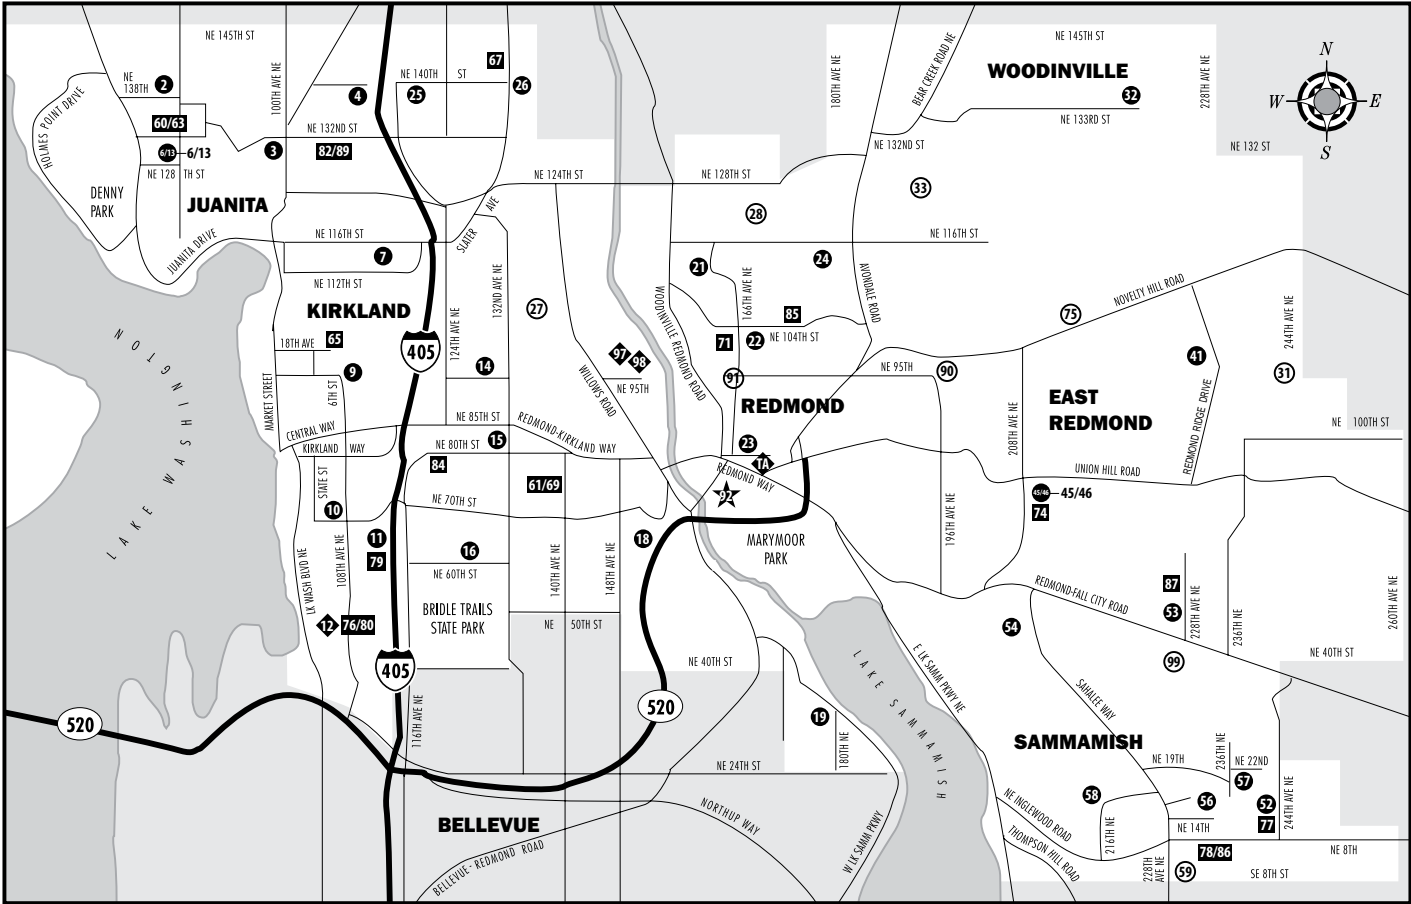 NE 145TH ST
67
NE 145TH ST
N
W
E
S
WOODINVILLE
NE
138TH
2
100TH AVE NE
4
NE 140TH ST
25
26
180TH AVE NE
BEAR CREEK ROAD NE
32
228TH AVE NE
NE 133RD ST
HOLMES POINT DRIVE
60/63
NE 132ND ST
6/13
6/13
3
82/89
NE 132ND ST
NE 132 ST
NE 128 TH ST
NE 124TH ST
NE 128TH ST
33
DENNY
PARK
JUANITA
SLATER AVE
28
JUANITA DRIVE
NE 116TH ST
NE 116TH ST
7
21
24
NE 112TH ST
132ND AVE NE
166TH AVE NE
AVONDALE ROAD
NOVELTY HILL ROAD
KIRKLAND
27
WOODINVILLE REDMOND ROAD
85
75
244TH AVE NE
LAKE WASHINGTON
18TH AVE
65
405
124TH AVE NE
71
22
NE 104TH ST
97
98
41
9
14
WILLOWS ROAD
NE 95TH
91
NE 95TH
90
31
MARKET STREET
6TH ST
REDMOND
EAST
REDMOND
REDMOND RIDGE DRIVE
CENTRAL WAY
NE 85TH ST
REDMOND-KIRKLAND WAY
208TH AVE NE
NE 100TH ST
KIRKLAND WAY
NE 80TH ST
15
23
TA
REDMOND WAY
UNION HILL ROAD
84
61/69
92
45/46
45/46
74
STATE ST
10
NE 70TH ST
196TH AVE NE
11
79
16
18
MARYMOOR
PARK
LK WASH BLVD NE
108TH AVE NE
NE 60TH ST
140TH AVE NE
148TH AVE NE
REDMOND-FALL CITY ROAD
87
53
228TH AVE NE
236TH NE
260TH AVE NE
12
76/80
BRIDLE TRAILS
STATE PARK
NE 50TH ST
54
405
NE 40TH ST
LAKE SAMMAMISH
E LK SAMM PKWY NE
99
NE 40TH ST
520
116TH AVE NE
520
19
180TH NE
SAHALEE WAY
SAMMAMISH
236TH NE
NE 24TH ST
NE 19TH
NE 22ND
57
BELLEVUE
NORTHUP WAY
W LK SAMM PKWY
NE INGLEWOOD ROAD
58
56
52
77
244TH AVE NE
THOMPSON HILL ROAD
216TH NE
NE 14TH
BELLEVUE - REDMOND ROAD
78/86
NE 8TH
228TH
AVE NE
59
SE 8TH ST